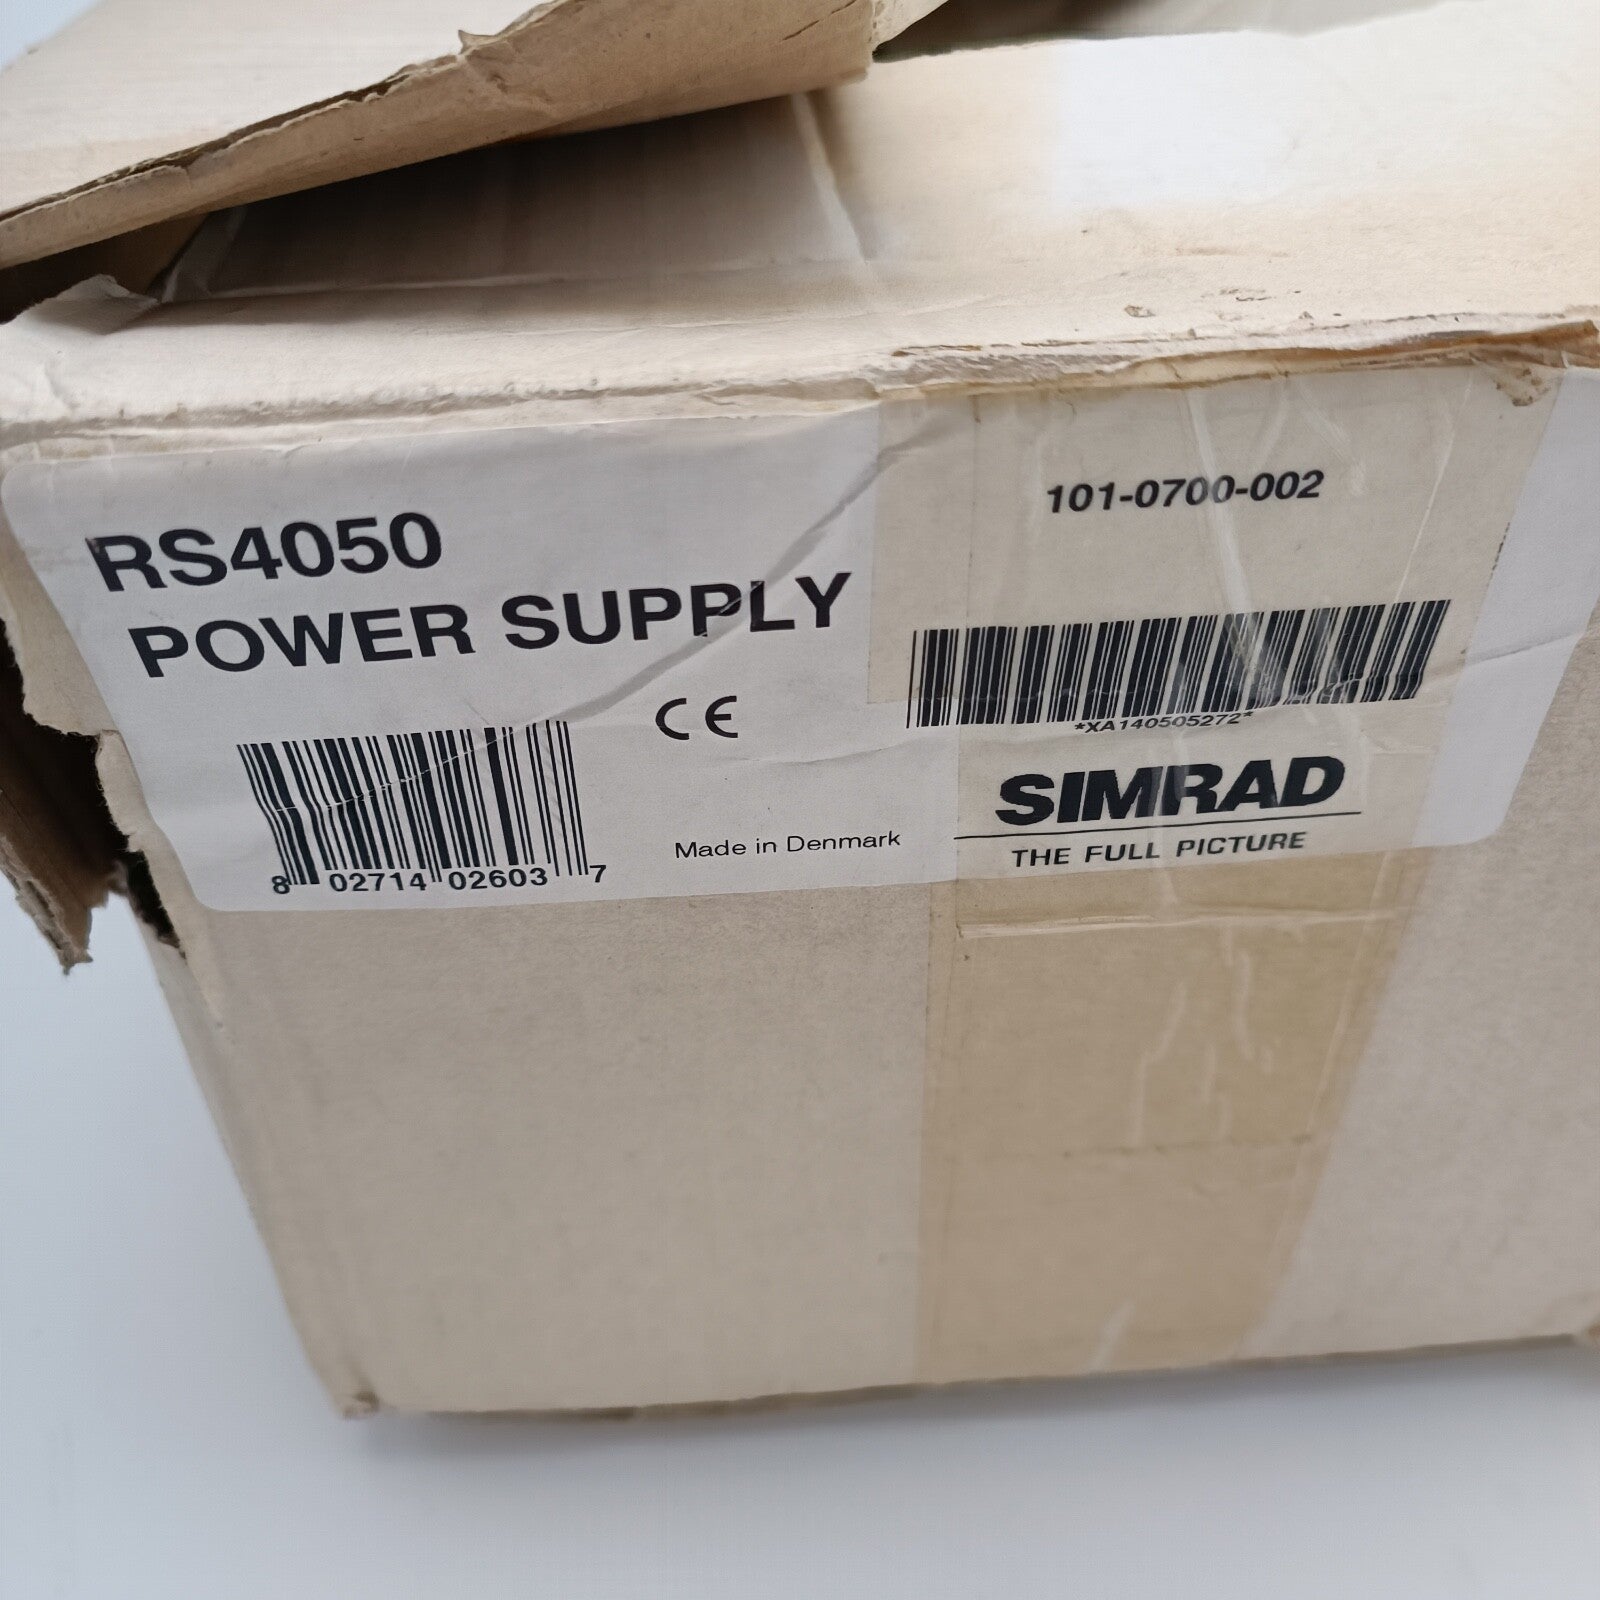 RS4050
POWER SUPPLY
CE
8 02714 02603 7
Made in Denmark
101-0700-002
*XA140505272*
SIMRAD
THE FULL PICTURE